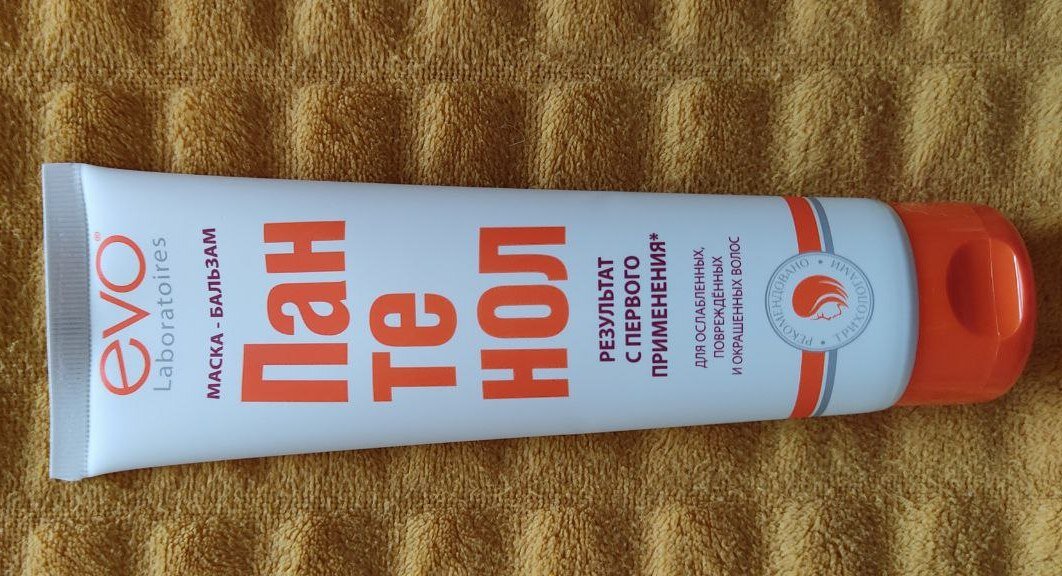 evo®
Laboratoires
МАСКА - БАЛЬЗАМ
Пан
те
нол
РЕЗУЛЬТАТ
С ПЕРВОГО
ПРИМЕНЕНИЯ*
ДЛЯ ОСЛАБЛЕННЫХ,
ПОВРЕЖДЁННЫХ
И ОКРАШЕННЫХ ВОЛОС
РЕКОМЕНДОВАНО • ТРИХОЛОГАМИ •